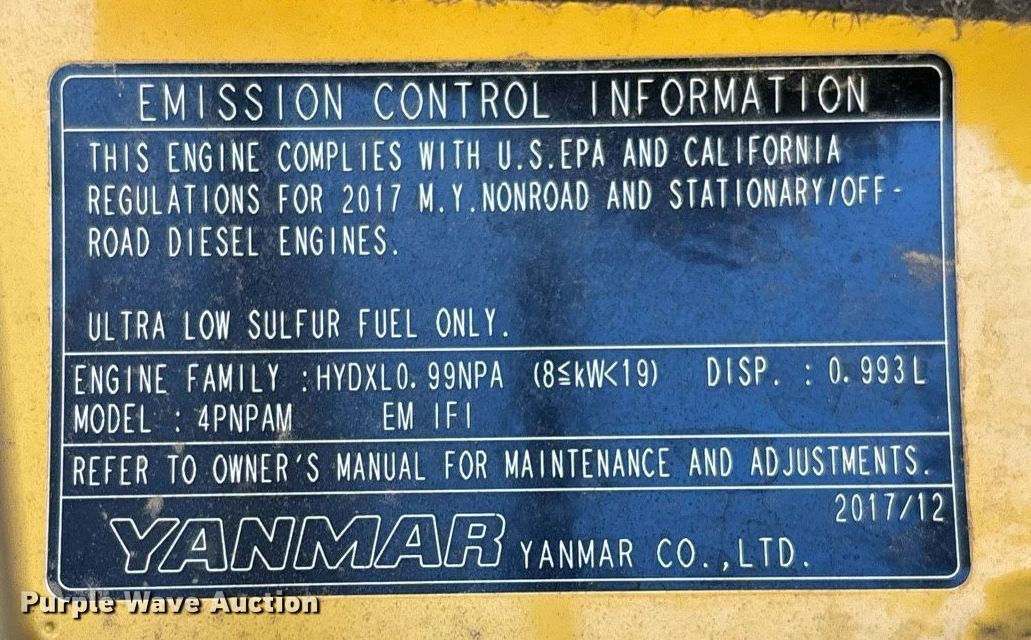 EMISSION CONTROL INFORMATION
THIS ENGINE COMPLIES WITH U.S.EPA AND CALIFORNIA
REGULATIONS FOR 2017 M.Y.NONROAD AND STATIONARY/OFF-
ROAD DIESEL ENGINES.
ULTRA LOW SULFUR FUEL ONLY.
ENGINE FAMILY :HYDXL0.99NPA (8≦kW<19) DISP. : 0.993L
MODEL : 4PNPAM EM IFI
REFER TO OWNER'S MANUAL FOR MAINTENANCE AND ADJUSTMENTS.
2017/12
YANMAR YANMAR CO.,LTD.
Purple Wave Auction